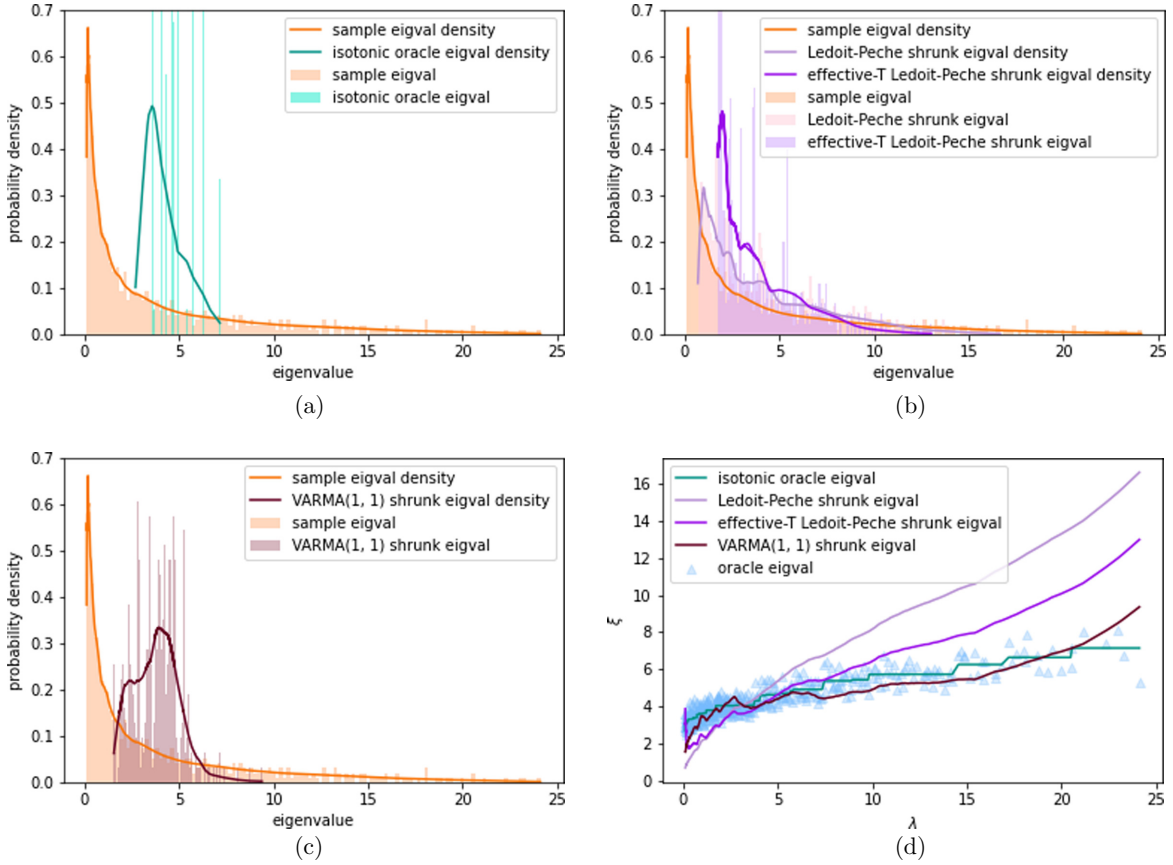 0.7
0.6
0.5
0.4
0.3
0.2
0.1
0.0
probability density
sample eigval density
isotonic oracle eigval density
sample eigval
isotonic oracle eigval
0 5 10 15 20 25
eigenvalue
(a)
0.7
0.6
0.5
0.4
0.3
0.2
0.1
0.0
probability density
sample eigval density
Ledoit-Peche shrunk eigval density
effective-T Ledoit-Peche shrunk eigval density
sample eigval
Ledoit-Peche shrunk eigval
effective-T Ledoit-Peche shrunk eigval
0 5 10 15 20 25
eigenvalue
(b)
0.7
0.6
0.5
0.4
0.3
0.2
0.1
0.0
probability density
sample eigval density
VARMA(1, 1) shrunk eigval density
sample eigval
VARMA(1, 1) shrunk eigval
0 5 10 15 20 25
eigenvalue
(c)
16
14
12
10
8
6
4
2
0
ξ
isotonic oracle eigval
Ledoit-Peche shrunk eigval
effective-T Ledoit-Peche shrunk eigval
VARMA(1, 1) shrunk eigval
oracle eigval
0 5 10 15 20 25
λ
(d)